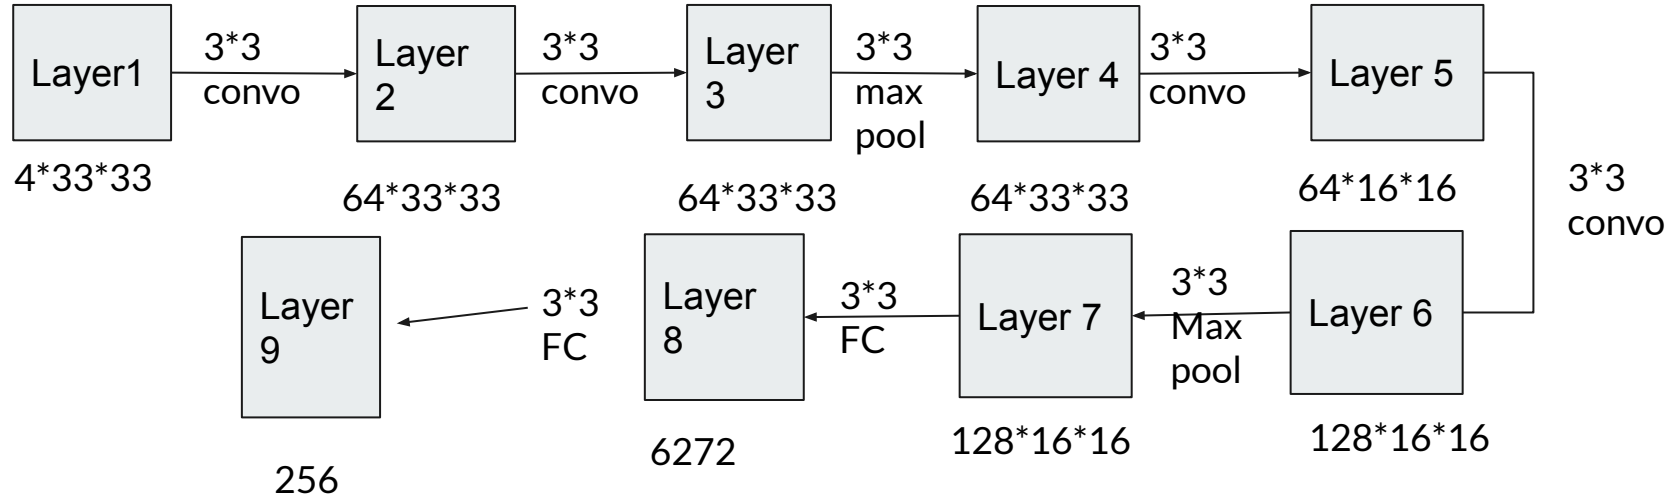 Layer1
3*3
convo
Layer
2
3*3
convo
Layer
3
3*3
max
pool
Layer 4
3*3
convo
Layer 5
4*33*33
64*33*33
64*33*33
64*33*33
64*16*16
3*3
convo
Layer 6
3*3
Max
pool
Layer 7
3*3
FC
Layer
8
3*3
FC
Layer
9
128*16*16
128*16*16
6272
256